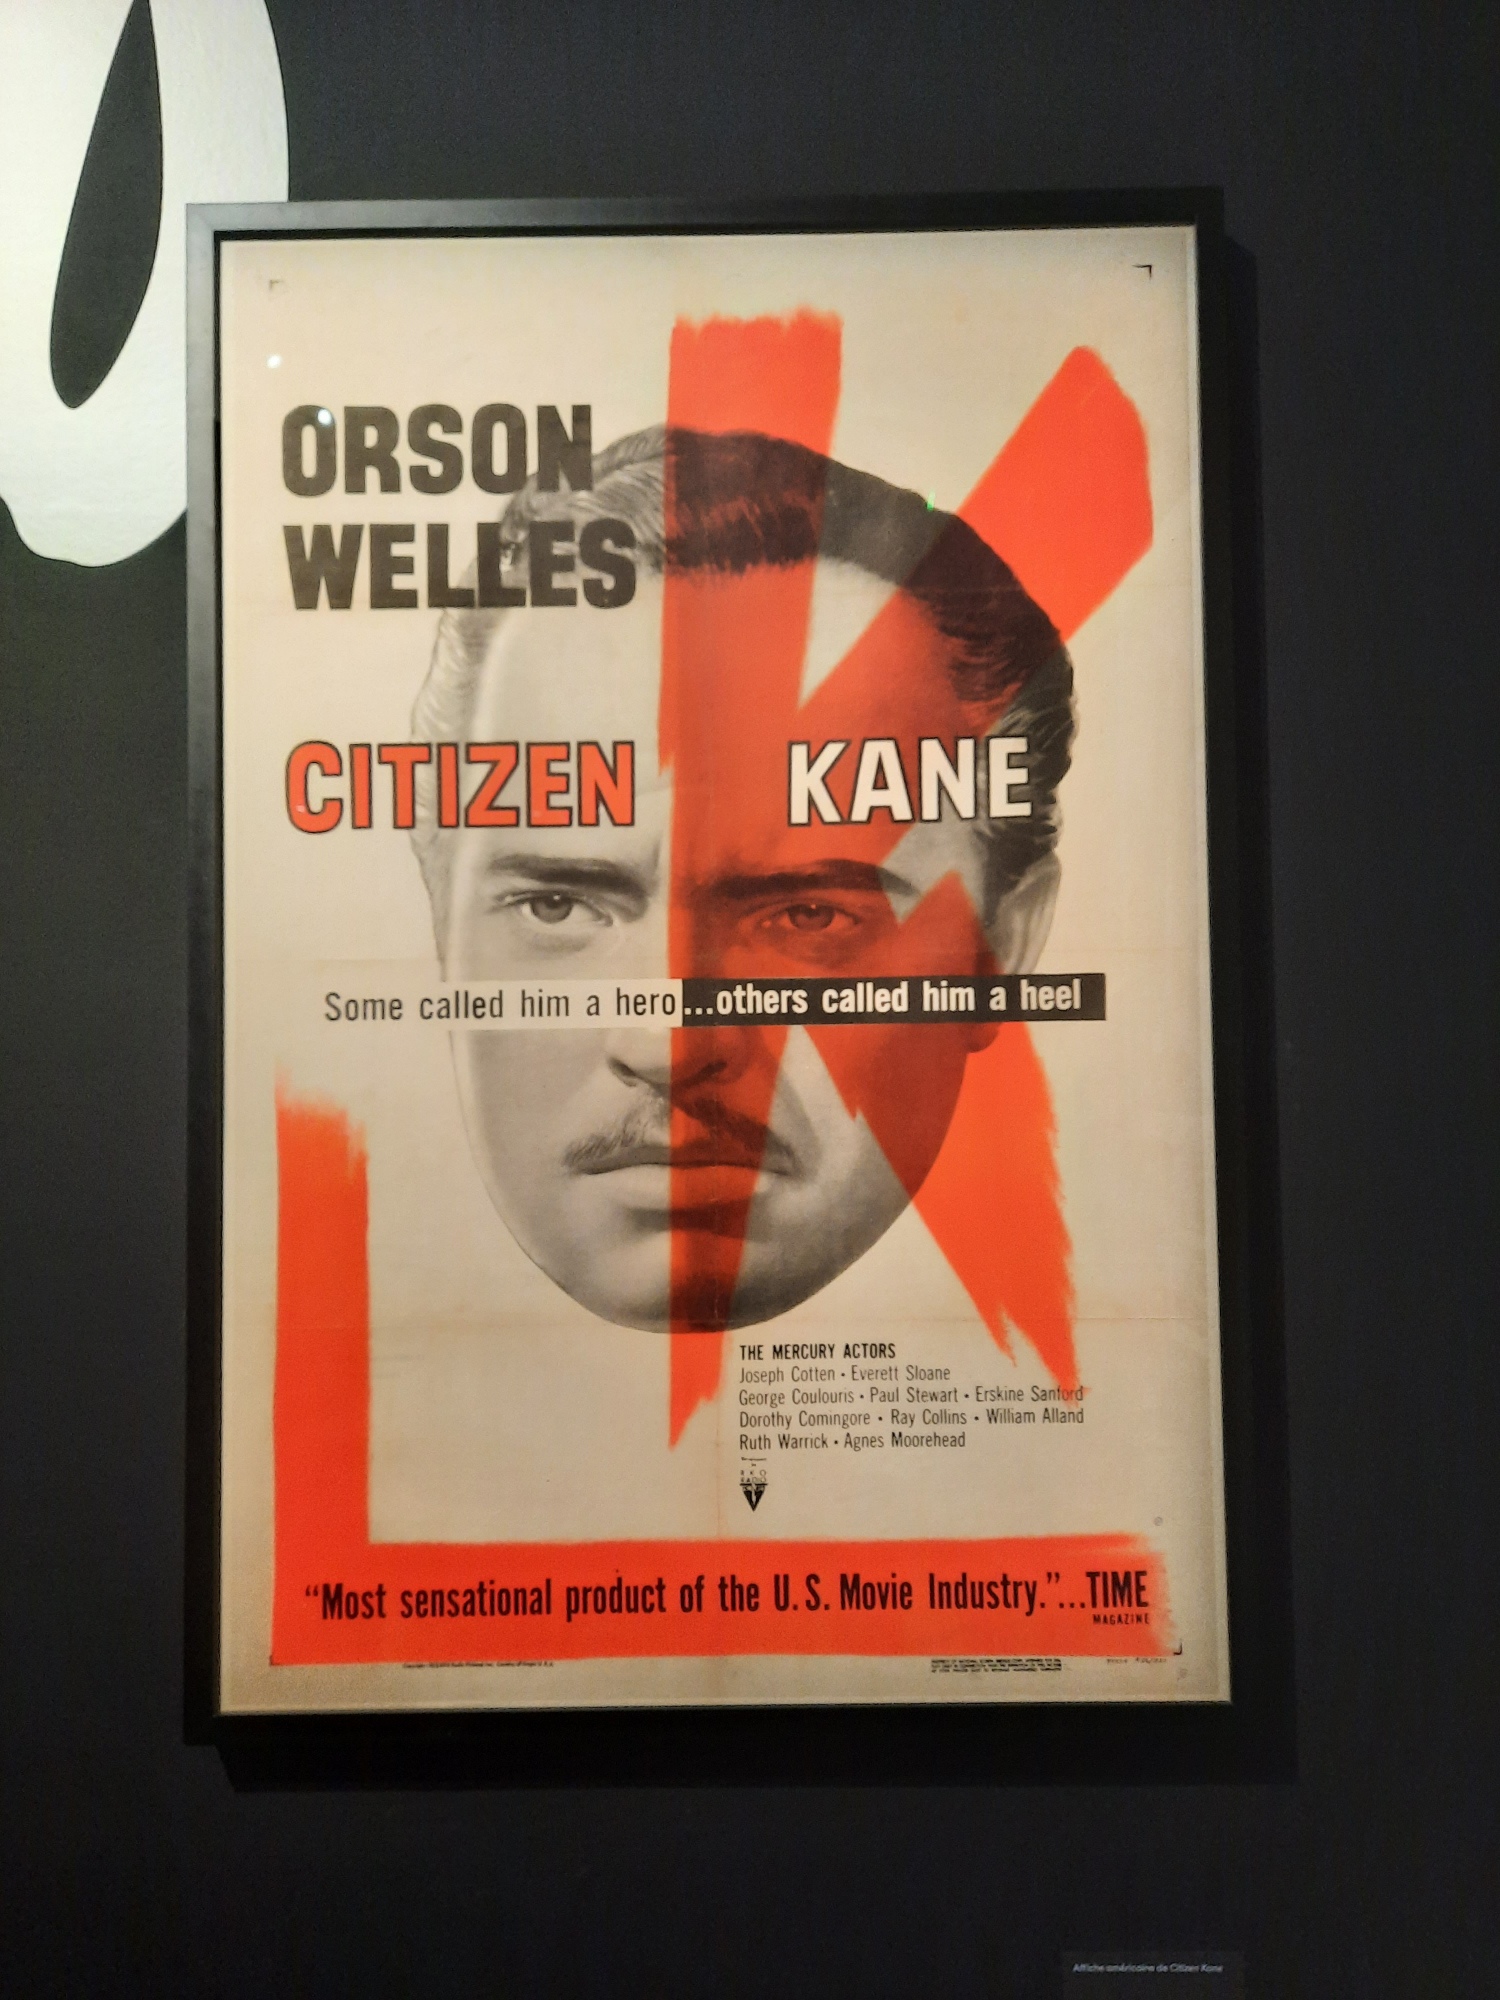 ORSON
WELLES
CITIZEN KANE
Some called him a hero...others called him a heel
THE MERCURY ACTORS
Joseph Cotten • Everett Sloane
George Coulouris • Paul Stewart • Erskine Sanford
Dorothy Comingore • Ray Collins • William Alland
Ruth Warrick • Agnes Moorehead
RKO
RADIO
"Most sensational product of the U.S. Movie Industry."...TIME
MAGAZINE
Affiche américaine de Citizen Kane